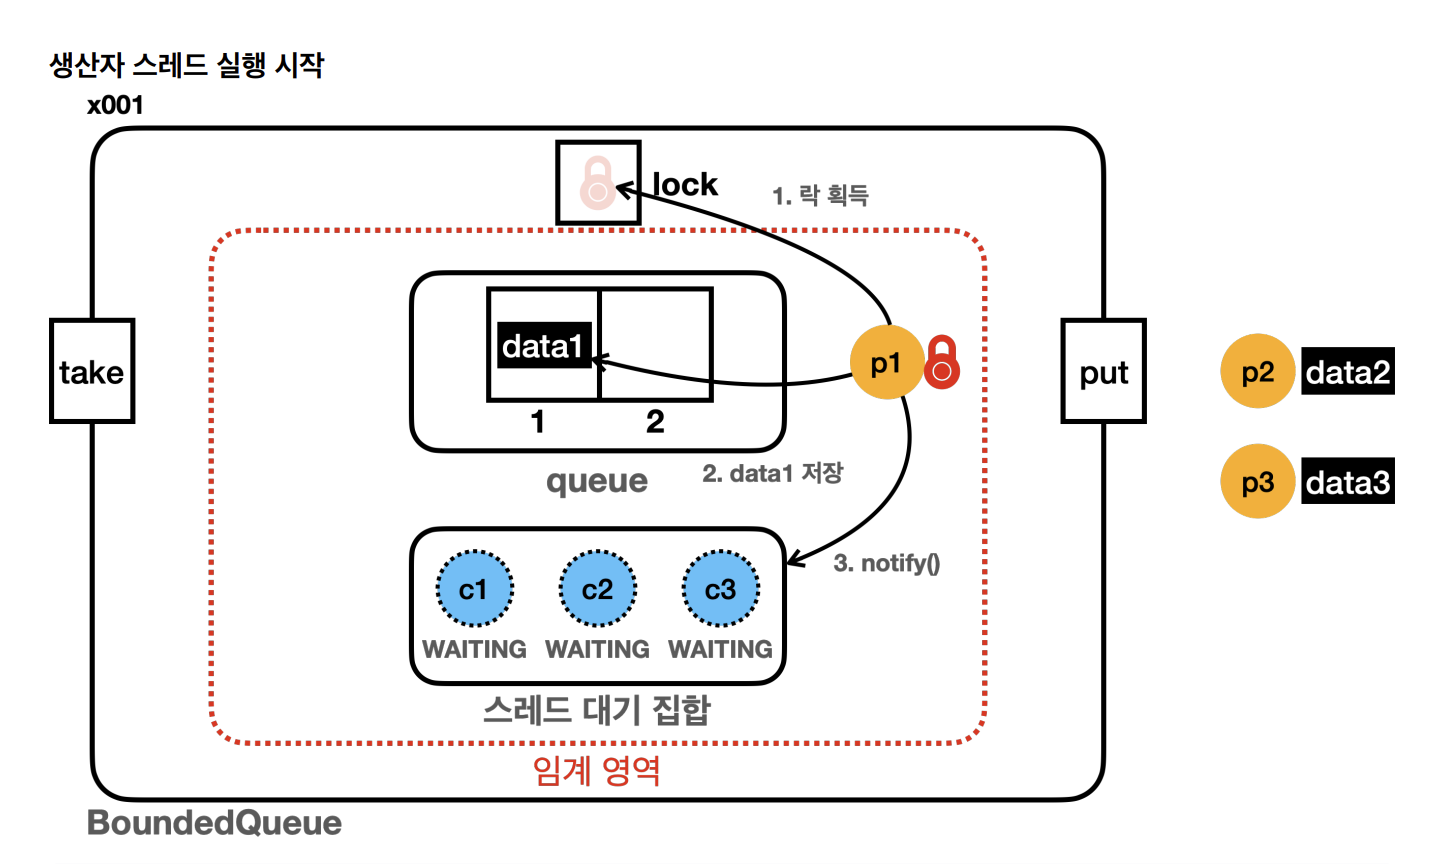 생산자 스레드 실행 시작
x001
lock
1. 락 획득
take
data1
1
2
queue
p1
2. data1 저장
put
p2
data2
p3
data3
3. notify()
c1
c2
c3
WAITING
WAITING
WAITING
스레드 대기 집합
임계 영역
BoundedQueue